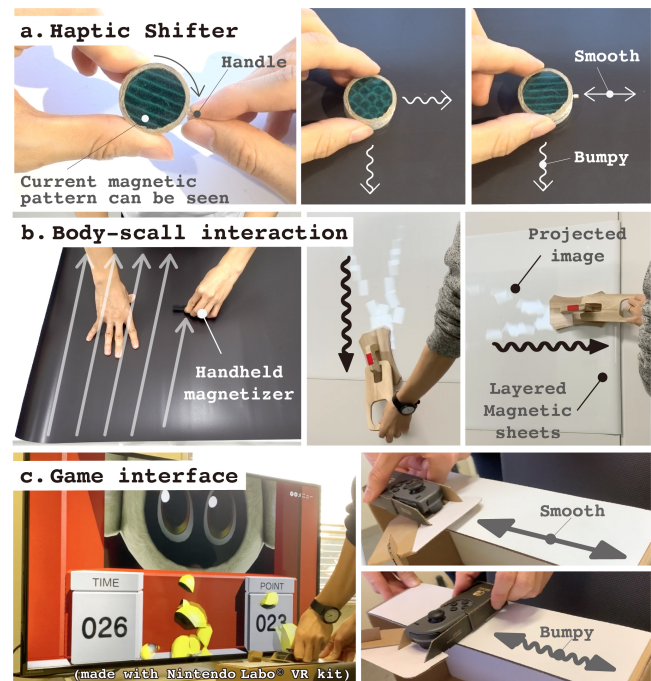 a. Haptic Shifter
Handle
Current magnetic
pattern can be seen
Smooth
Bumpy
b. Body-scall interaction
Handheld
magnetizer
Projected
image
Layered
Magnetic
sheets
c. Game interface
TIME
026
POINT
023
(made with Nintendo Labo® VR kit)
Smooth
Bumpy